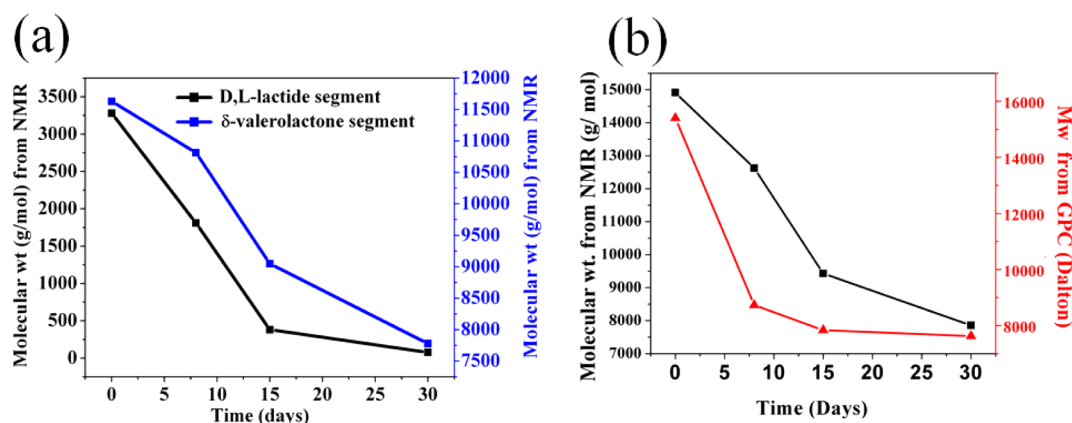 (a)
Molecular wt (g/mol) from NMR
3500
3000
2500
2000
1500
1000
500
0
D,L-lactide segment
δ-valerolactone segment
12000
11500
11000
10500
10000
9500
9000
8500
8000
7500
Molecular wt (g/mol) from NMR
0 5 10 15 20 25 30
Time (days)
(b)
Molecular wt. from NMR (g/ mol)
15000
14000
13000
12000
11000
10000
9000
8000
7000
16000
14000
12000
10000
8000
Mw from GPC (Dalton)
0 5 10 15 20 25 30
Time (Days)